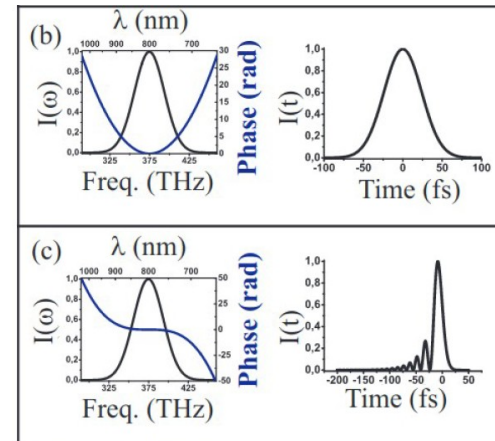 (b)
λ (nm)
1000 900 800 700
I(ω)
1,0
0,8
0,6
0,4
0,2
0,0
30
25
20
15
10
5
0
Phase (rad)
325 375 425
Freq. (THz)
I(t)
1,0
0,8
0,6
0,4
0,2
0,0
-100 -50 0 50 100
Time (fs)
(c)
λ (nm)
1000 900 800 700
I(ω)
1,0
0,8
0,6
0,4
0,2
0,0
50
25
0
-25
-50
Phase (rad)
325 375 425
Freq. (THz)
I(t)
1,0
0,8
0,6
0,4
0,2
0,0
-200 -150 -100 -50 0 50
Time (fs)